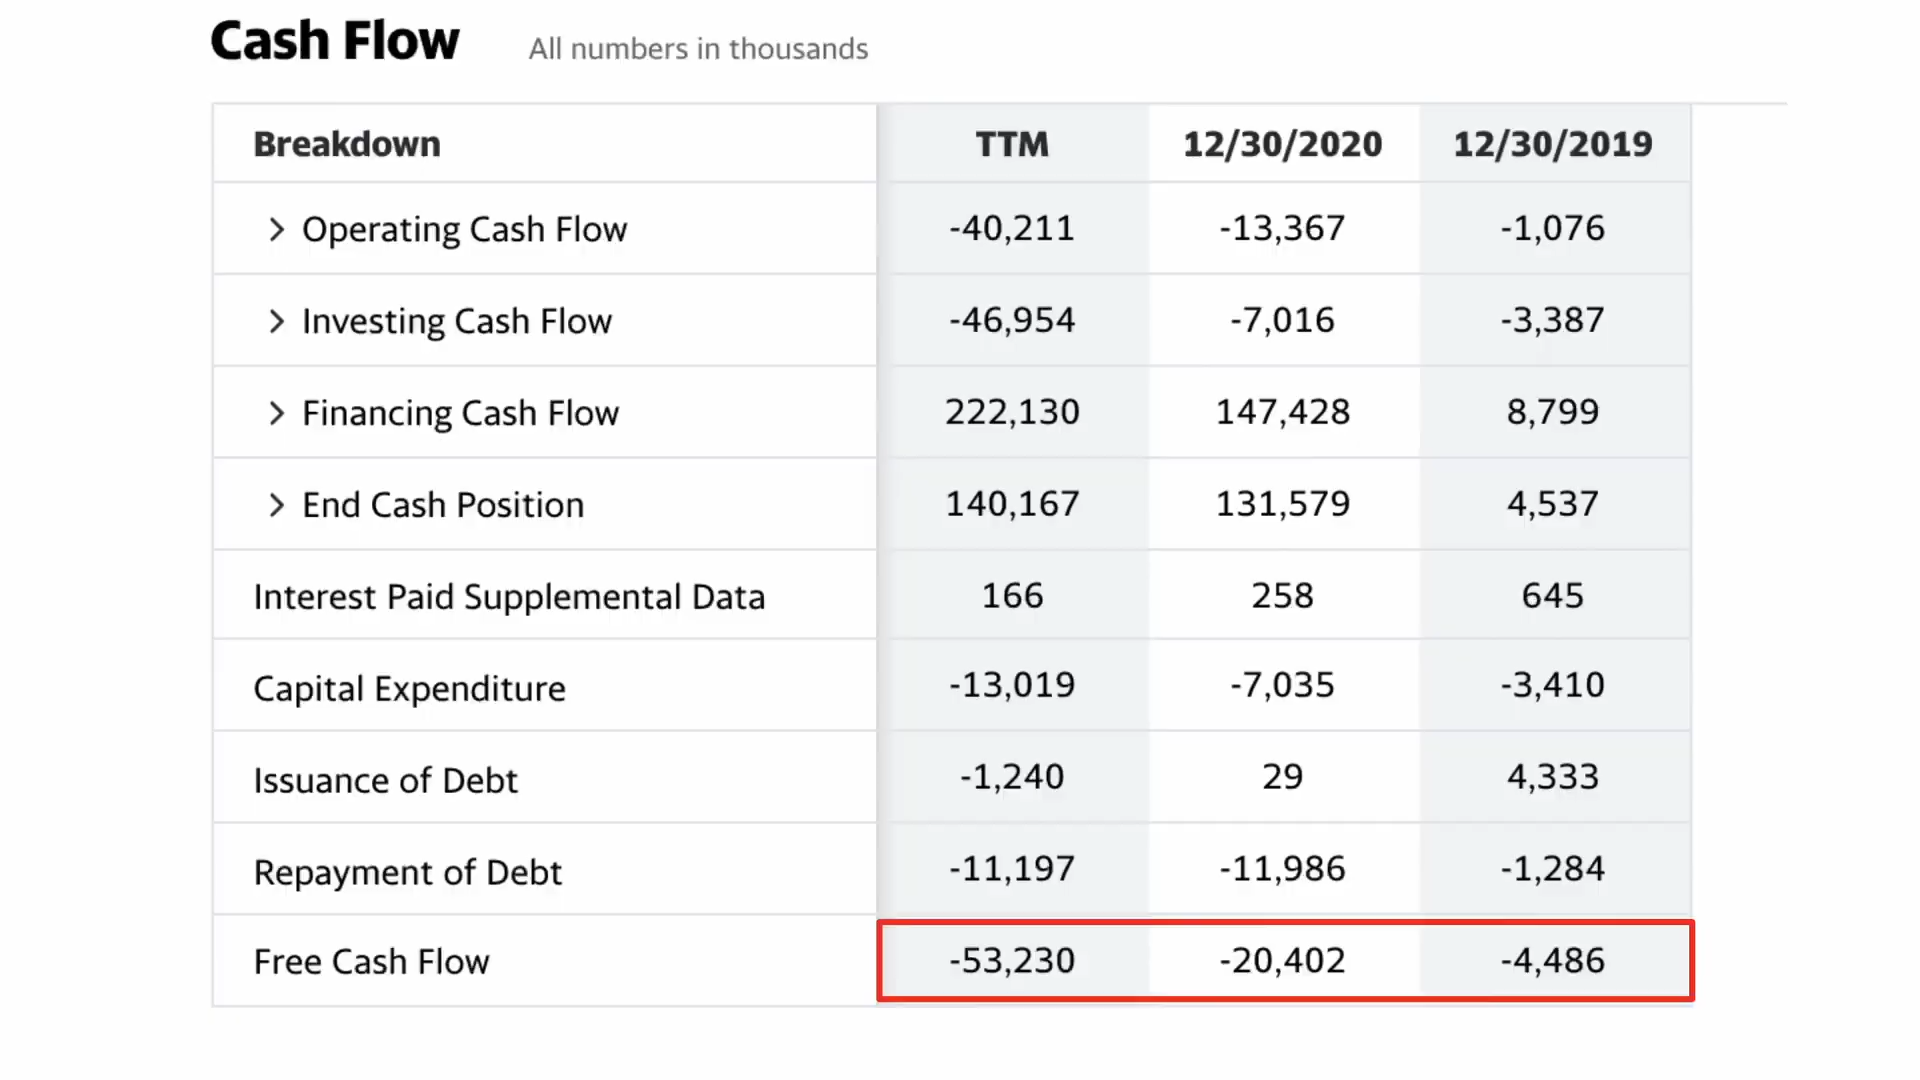 Cash Flow All numbers in thousands
Breakdown TTM 12/30/2020 12/30/2019
> Operating Cash Flow -40,211 -13,367 -1,076
> Investing Cash Flow -46,954 -7,016 -3,387
> Financing Cash Flow 222,130 147,428 8,799
> End Cash Position 140,167 131,579 4,537
Interest Paid Supplemental Data 166 258 645
Capital Expenditure -13,019 -7,035 -3,410
Issuance of Debt -1,240 29 4,333
Repayment of Debt -11,197 -11,986 -1,284
Free Cash Flow -53,230 -20,402 -4,486